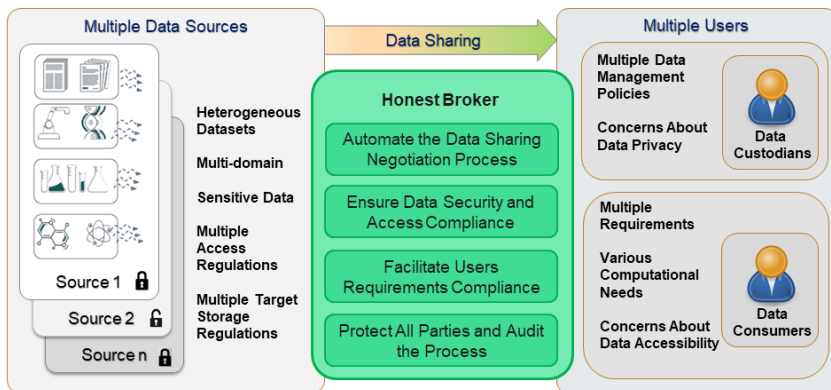 Multiple Data Sources
Source 1
Source 2
Source n
Heterogeneous
Datasets
Multi-domain
Sensitive Data
Multiple
Access
Regulations
Multiple Target
Storage
Regulations
Data Sharing
Honest Broker
Automate the Data Sharing
Negotiation Process
Ensure Data Security and
Access Compliance
Facilitate Users
Requirements Compliance
Protect All Parties and Audit
the Process
Multiple Users
Multiple Data
Management
Policies
Concerns About
Data Privacy
Data
Custodians
Multiple
Requirements
Various
Computational
Needs
Concerns About
Data Accessibility
Data
Consumers